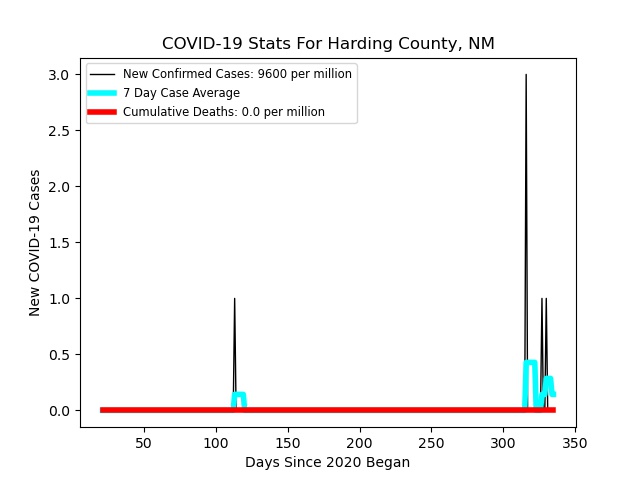 COVID-19 Stats For Harding County, NM
New Confirmed Cases: 9600 per million
7 Day Case Average
Cumulative Deaths: 0.0 per million
New COVID-19 Cases
3.0
2.5
2.0
1.5
1.0
0.5
0.0
50 100 150 200 250 300 350
Days Since 2020 Began